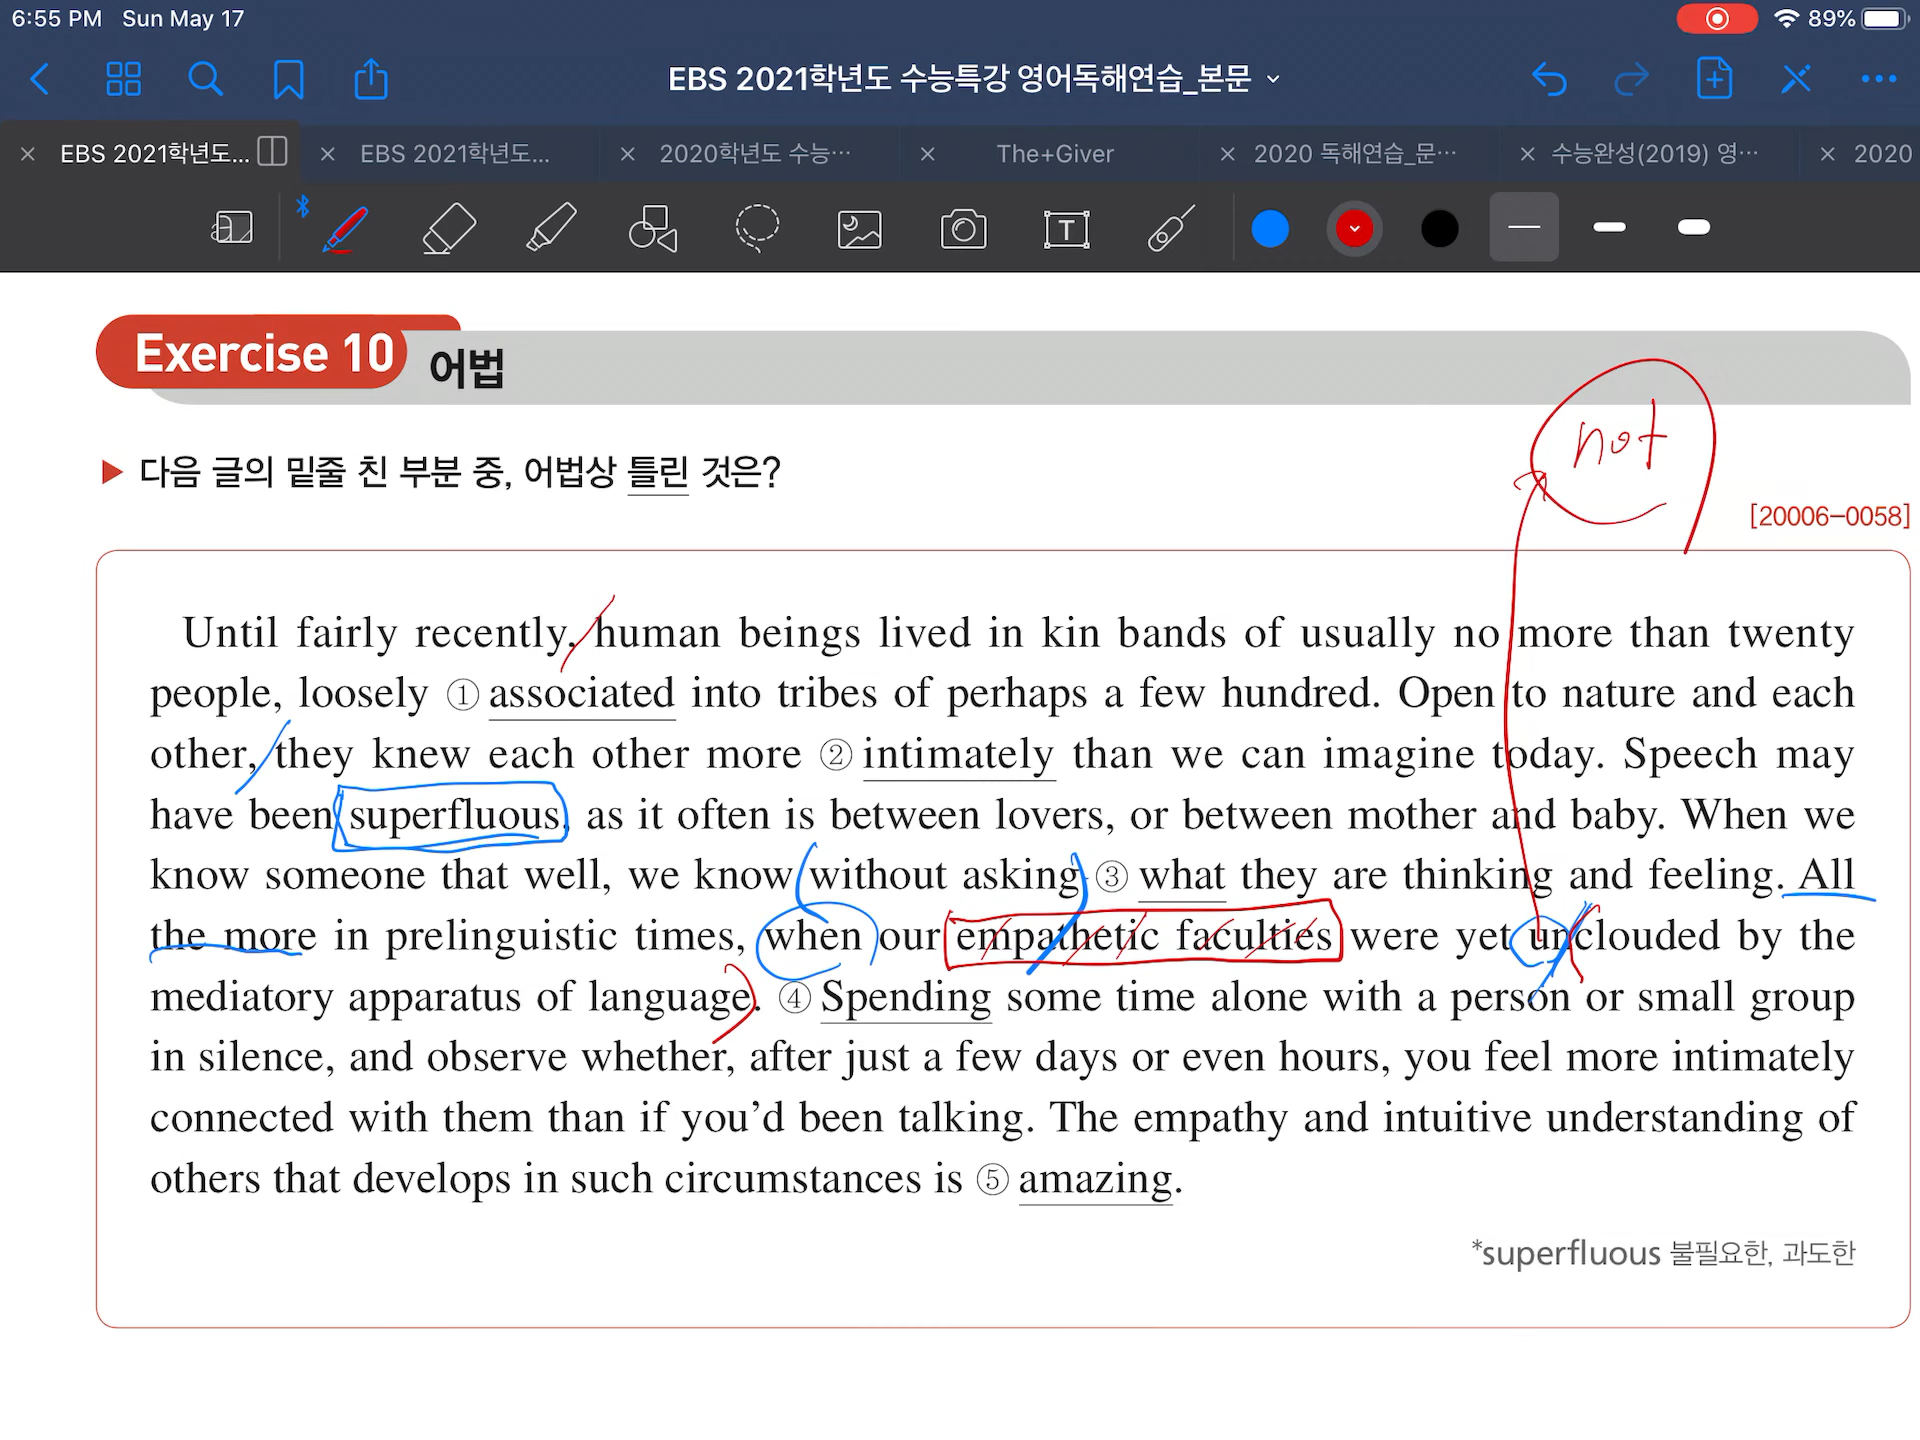 6:55 PM Sun May 17
89%
EBS 2021학년도 수능특강 영어독해연습_본문
EBS 2021학년도...
EBS 2021학년도...
2020학년도 수능...
The+Giver
2020 독해연습_문...
수능완성(2019) 영...
2020
T
Exercise 10 어법
not
▶ 다음 글의 밑줄 친 부분 중, 어법상 틀린 것은?
[20006-0058]
Until fairly recently, human beings lived in kin bands of usually no more than twenty
people, loosely ① associated into tribes of perhaps a few hundred. Open to nature and each
other, they knew each other more ② intimately than we can imagine today. Speech may
have been superfluous, as it often is between lovers, or between mother and baby. When we
know someone that well, we know without asking ③ what they are thinking and feeling. All
the more in prelinguistic times, when our empathetic faculties were yet unclouded by the
mediatory apparatus of language. ④ Spending some time alone with a person or small group
in silence, and observe whether, after just a few days or even hours, you feel more intimately
connected with them than if you’d been talking. The empathy and intuitive understanding of
others that develops in such circumstances is ⑤ amazing.
*superfluous 불필요한, 과도한